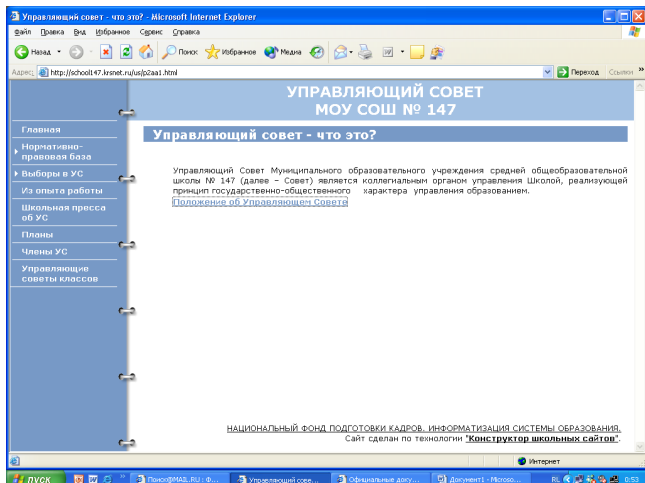 Управляющий совет - что это? - Microsoft Internet Explorer
Файл Правка Вид Избранное Сервис Справка
Назад Поиск Избранное Медиа
Адрес: http://school147.krsnet.ru/us/p2aa1.html Переход Ссылки »
УПРАВЛЯЮЩИЙ СОВЕТ
МОУ СОШ № 147
Управляющий совет - что это?
Главная
Нормативно-
правовая база
Выборы в УС
Из опыта работы
Школьная пресса
об УС
Планы
Члены УС
Управляющие
советы классов
Управляющий Совет Муниципального образовательного учреждения средней общеобразовательной
школы № 147 (далее – Совет) является коллегиальным органом управления Школой, реализующей
принцип государственно-общественного характера управления образованием.
Положение об Управляющем Совете
НАЦИОНАЛЬНЫЙ ФОНД ПОДГОТОВКИ КАДРОВ. ИНФОРМАТИЗАЦИЯ СИСТЕМЫ ОБРАЗОВАНИЯ.
Сайт сделан по технологии "Конструктор школьных сайтов".
Интернет
пуск » Поиск@MAIL.RU : Ф... Управляющий сове... Официальные доку... Документ1 - Microso... RL 0:53